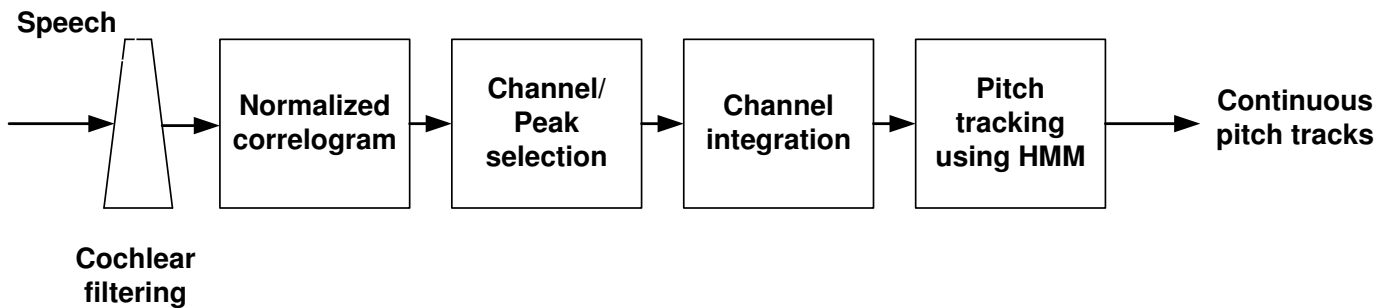 Speech
Cochlear
filtering
Normalized
correlogram
Channel/
Peak
selection
Channel
integration
Pitch
tracking
using HMM
Continuous
pitch tracks